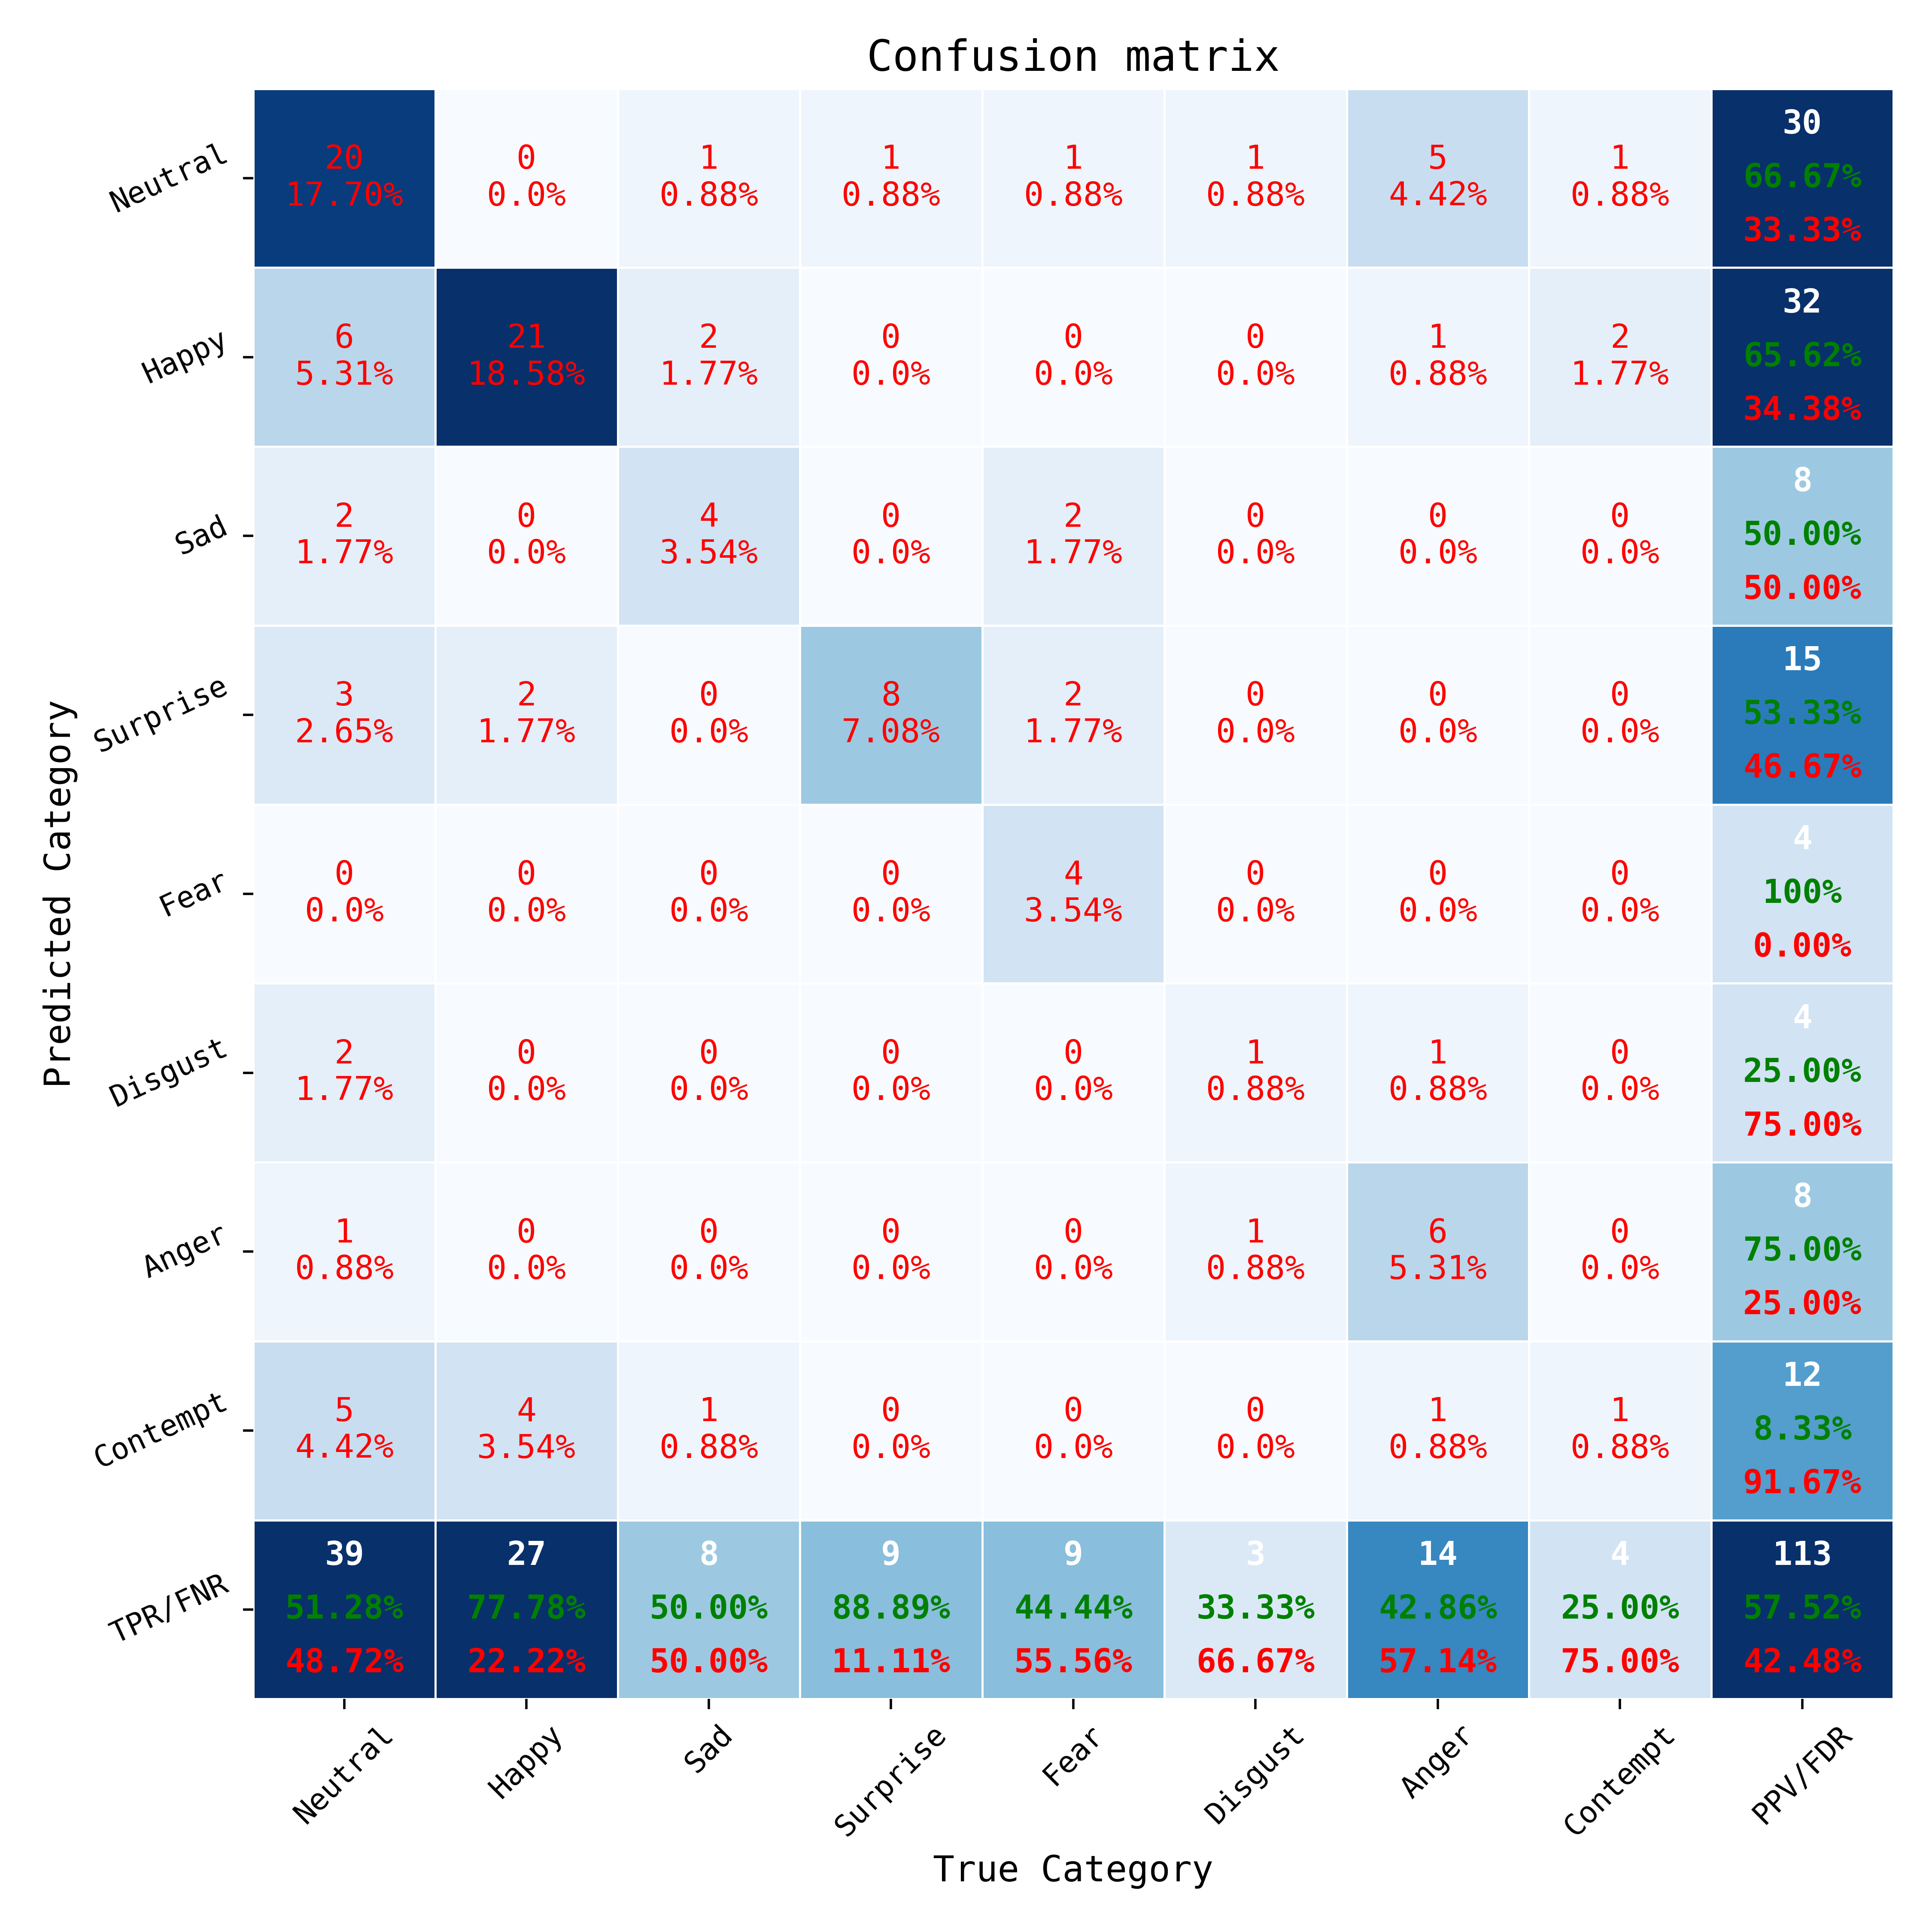 Confusion matrix
Predicted Category
Neutral
20 0 1 1 1 1 5 1 30
17.70% 0.0% 0.88% 0.88% 0.88% 0.88% 4.42% 0.88% 66.67%
33.33%
Happy
6 21 2 0 0 0 1 2 32
5.31% 18.58% 1.77% 0.0% 0.0% 0.0% 0.88% 1.77% 65.62%
34.38%
Sad
2 0 4 0 2 0 0 0 8
1.77% 0.0% 3.54% 0.0% 1.77% 0.0% 0.0% 0.0% 50.00%
50.00%
Surprise
3 2 0 8 2 0 0 0 15
2.65% 1.77% 0.0% 7.08% 1.77% 0.0% 0.0% 0.0% 53.33%
46.67%
Fear
0 0 0 0 4 0 0 0 4
0.0% 0.0% 0.0% 0.0% 3.54% 0.0% 0.0% 0.0% 100%
0.00%
Disgust
2 0 0 0 0 1 1 0 4
1.77% 0.0% 0.0% 0.0% 0.0% 0.88% 0.88% 0.0% 25.00%
75.00%
Anger
1 0 0 0 0 1 6 0 8
0.88% 0.0% 0.0% 0.0% 0.0% 0.88% 5.31% 0.0% 75.00%
25.00%
Contempt
5 4 1 0 0 0 1 1 12
4.42% 3.54% 0.88% 0.0% 0.0% 0.0% 0.88% 0.88% 8.33%
91.67%
TPR/FNR
39 27 8 9 9 3 14 4 113
51.28% 77.78% 50.00% 88.89% 44.44% 33.33% 42.86% 25.00% 57.52%
48.72% 22.22% 50.00% 11.11% 55.56% 66.67% 57.14% 75.00% 42.48%
Neutral Happy Sad Surprise Fear Disgust Anger Contempt PPV/FDR
True Category